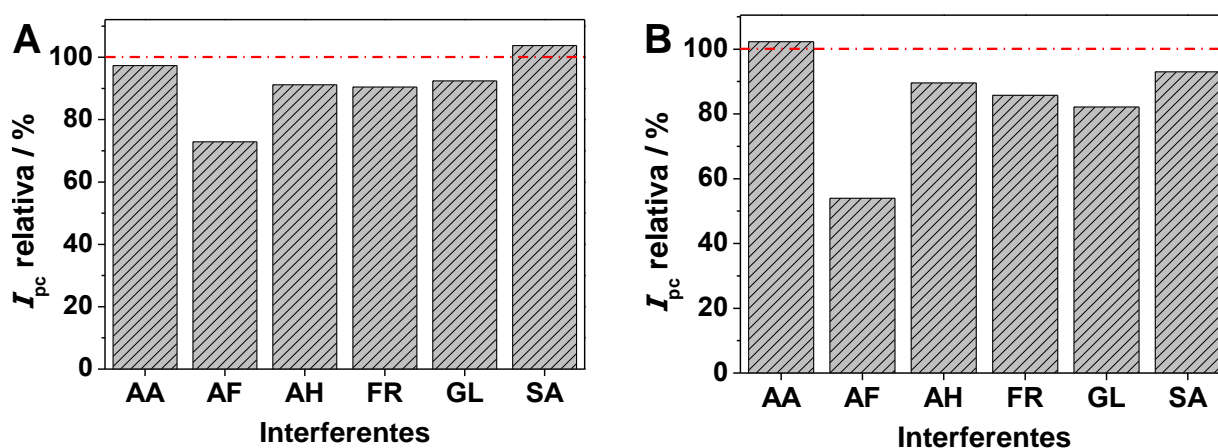 A
I pc relativa / %
100
80
60
40
20
0
AA AF AH FR GL SA
Interferentes
B
I pc relativa / %
100
80
60
40
20
0
AA AF AH FR GL SA
Interferentes